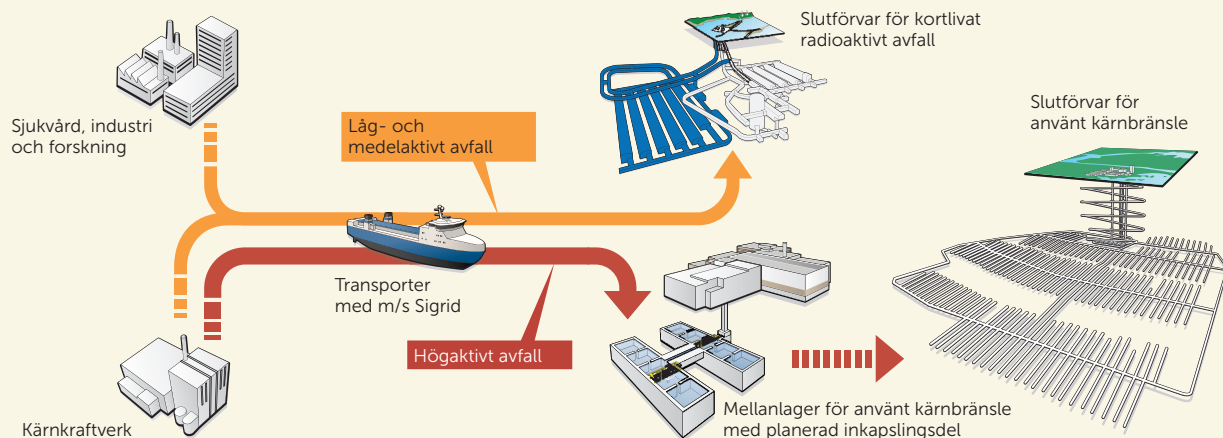 Sjukvård, industri
och forskning
Låg- och
medelaktivt avfall
Slutförvar för kortlivat
radioaktivt avfall
Slutförvar för
använt kärnbränsle
Transporter
med m/s Sigrid
Högaktivt avfall
Kärnkraftverk
Mellanlager för använt kärnbränsle
med planerad inkapslingsdel